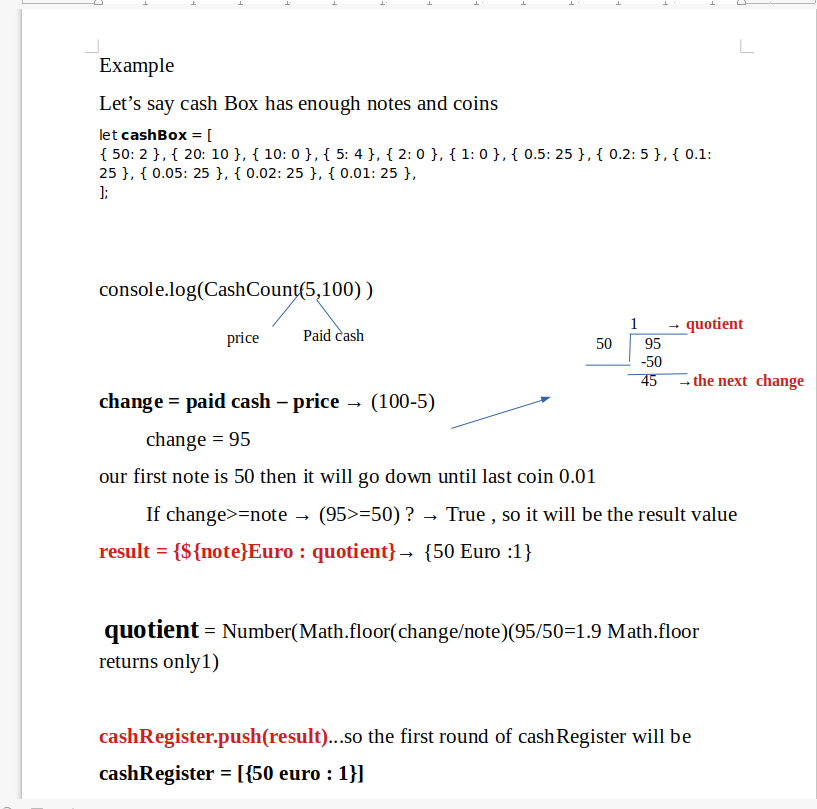 Example
Let’s say cash Box has enough notes and coins
let cashBox = [
{ 50: 2 }, { 20: 10 }, { 10: 0 }, { 5: 4 }, { 2: 0 }, { 1: 0 }, { 0.5: 25 }, { 0.2: 5 }, { 0.1:
25 }, { 0.05: 25 }, { 0.02: 25 }, { 0.01: 25 },
];
console.log(CashCount(5,100) )
price
Paid cash
1 → quotient
50 95
-50
45 → the next change
change = paid cash – price → (100-5)
change = 95
our first note is 50 then it will go down until last coin 0.01
If change>=note → (95>=50) ? → True , so it will be the result value
result = {${note}Euro : quotient}→ {50 Euro :1}
quotient = Number(Math.floor(change/note)(95/50=1.9 Math.floor
returns only1)
cashRegister.push(result)...so the first round of cashRegister will be
cashRegister = [{50 euro : 1}]